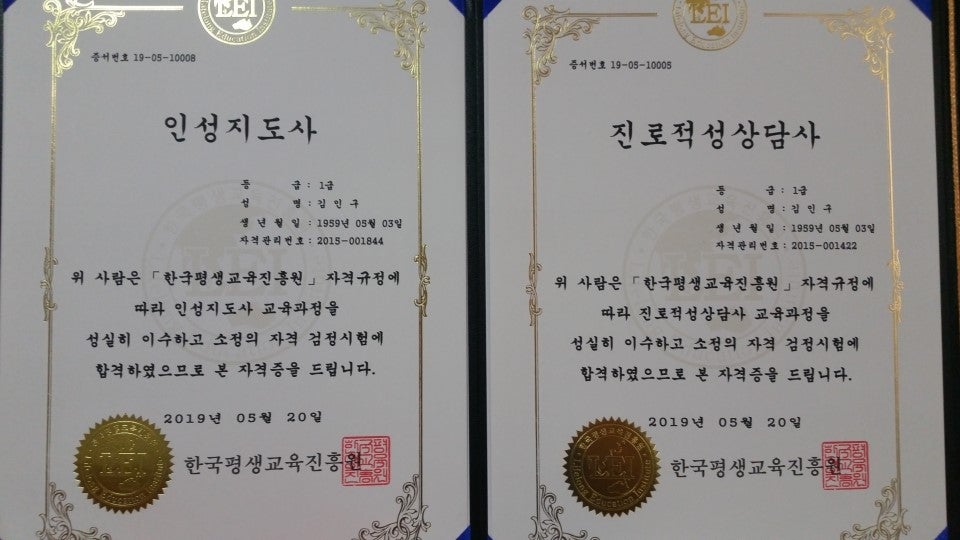 EEI
증서번호 19-05-10008
인성지도사
등 급 : 1급
성 명 : 김인구
생 년 월 일 : 1959년 05월 03일
자격관리번호 : 2015-001844
위 사람은 「한국평생교육진흥원」 자격규정에
따라 인성지도사 교육과정을
성실히 이수하고 소정의 자격 검정시험에
합격하였으므로 본 자격증을 드립니다.
2019년 05월 20일
한국평생교육진흥원
EEI
증서번호 19-05-10005
진로적성상담사
등 급 : 1급
성 명 : 김인구
생 년 월 일 : 1959년 05월 03일
자격관리번호 : 2015-001422
위 사람은 「한국평생교육진흥원」 자격규정에
따라 진로적성상담사 교육과정을
성실히 이수하고 소정의 자격 검정시험에
합격하였으므로 본 자격증을 드립니다.
2019년 05월 20일
한국평생교육진흥원